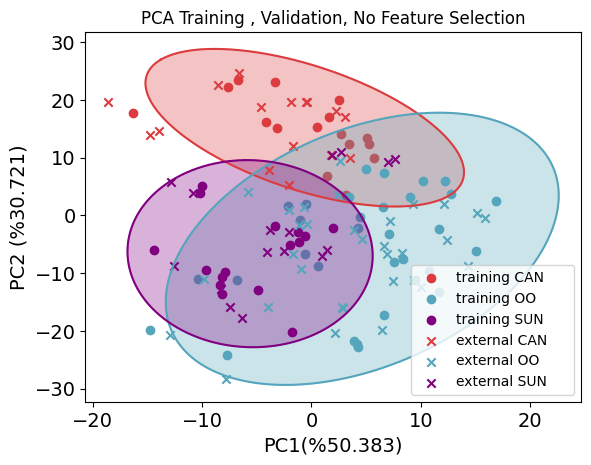 PCA Training , Validation, No Feature Selection
30
20
10
0
−10
−20
−30
PC2 (%30.721)
training CAN
training OO
training SUN
external CAN
external OO
external SUN
−20
−10
0
10
20
PC1(%50.383)